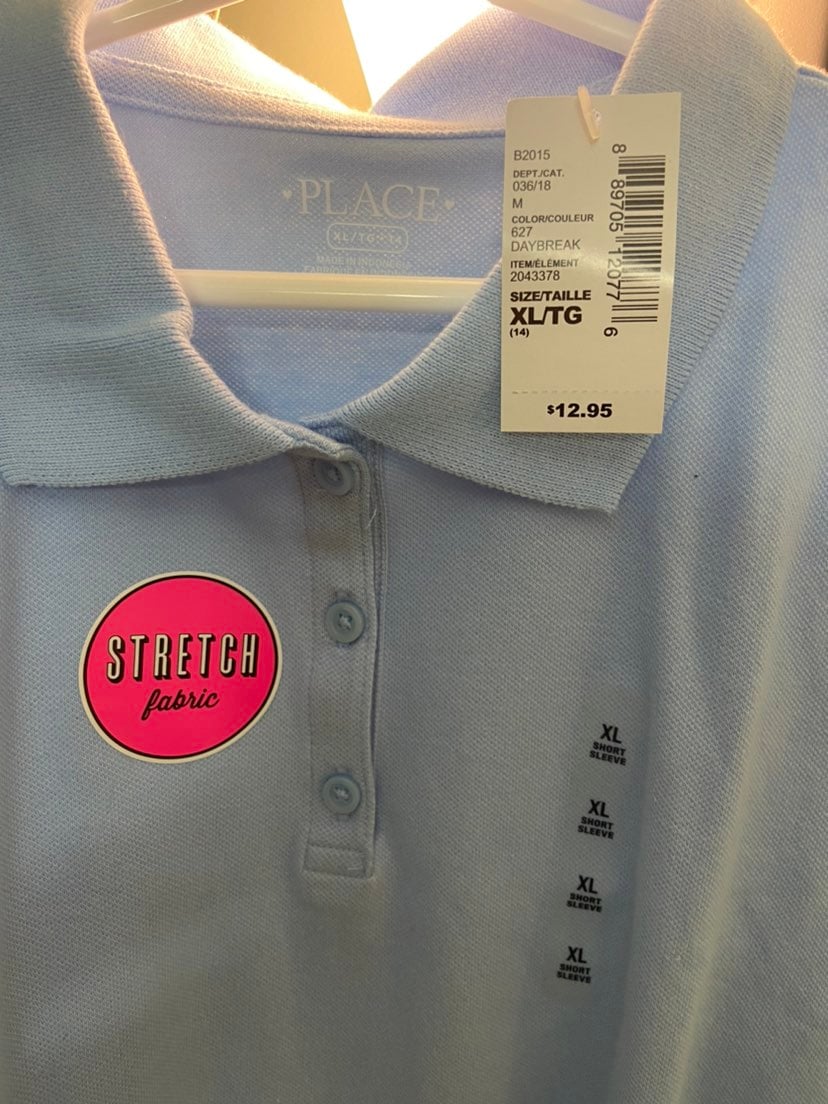 PLACE
XL/TG-14
MADE IN INDONESIA
B2015
DEPT./CAT.
036/18
M
COLOR/COULEUR
627
DAYBREAK
ITEM/ÉLÉMENT
2043378
SIZE/TAILLE
XL/TG
(14)
8 89705 12077 6
$12.95
STRETCH
fabric
XL
SHORT
SLEEVE
XL
SHORT
SLEEVE
XL
SHORT
SLEEVE
XL
SHORT
SLEEVE